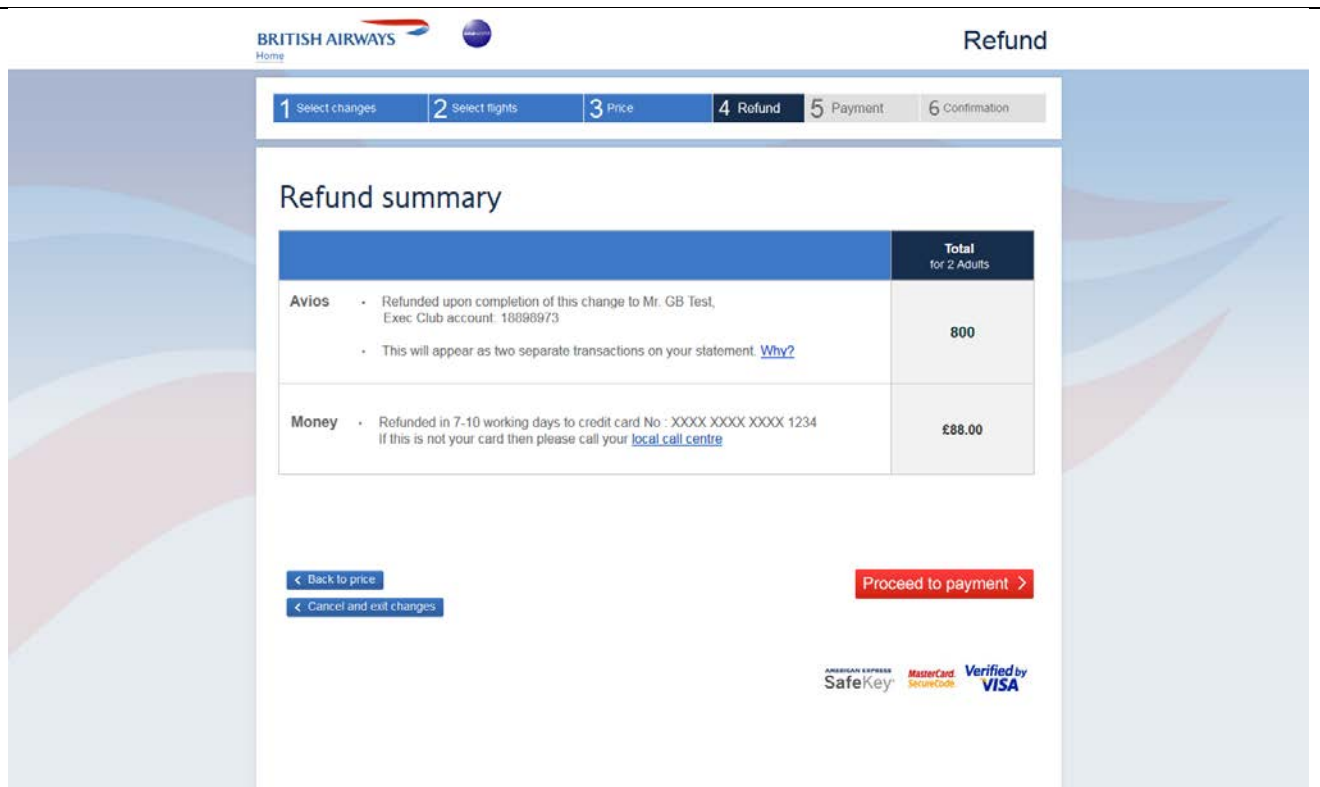 BRITISH AIRWAYS
Home
Refund
1 Select changes
2 Select flights
3 Price
4 Refund
5 Payment
6 Confirmation
Refund summary
Total
for 2 Adults
Avios
• Refunded upon completion of this change to Mr. GB Test,
Exec Club account: 18898973
• This will appear as two separate transactions on your statement. Why?
800
Money
• Refunded in 7-10 working days to credit card No : XXXX XXXX XXXX 1234
If this is not your card then please call your local call centre
£88.00
< Back to price
Proceed to payment >
< Cancel and exit changes
AMERICAN EXPRESS
SafeKey
MasterCard.
SecureCode.
Verified by
VISA